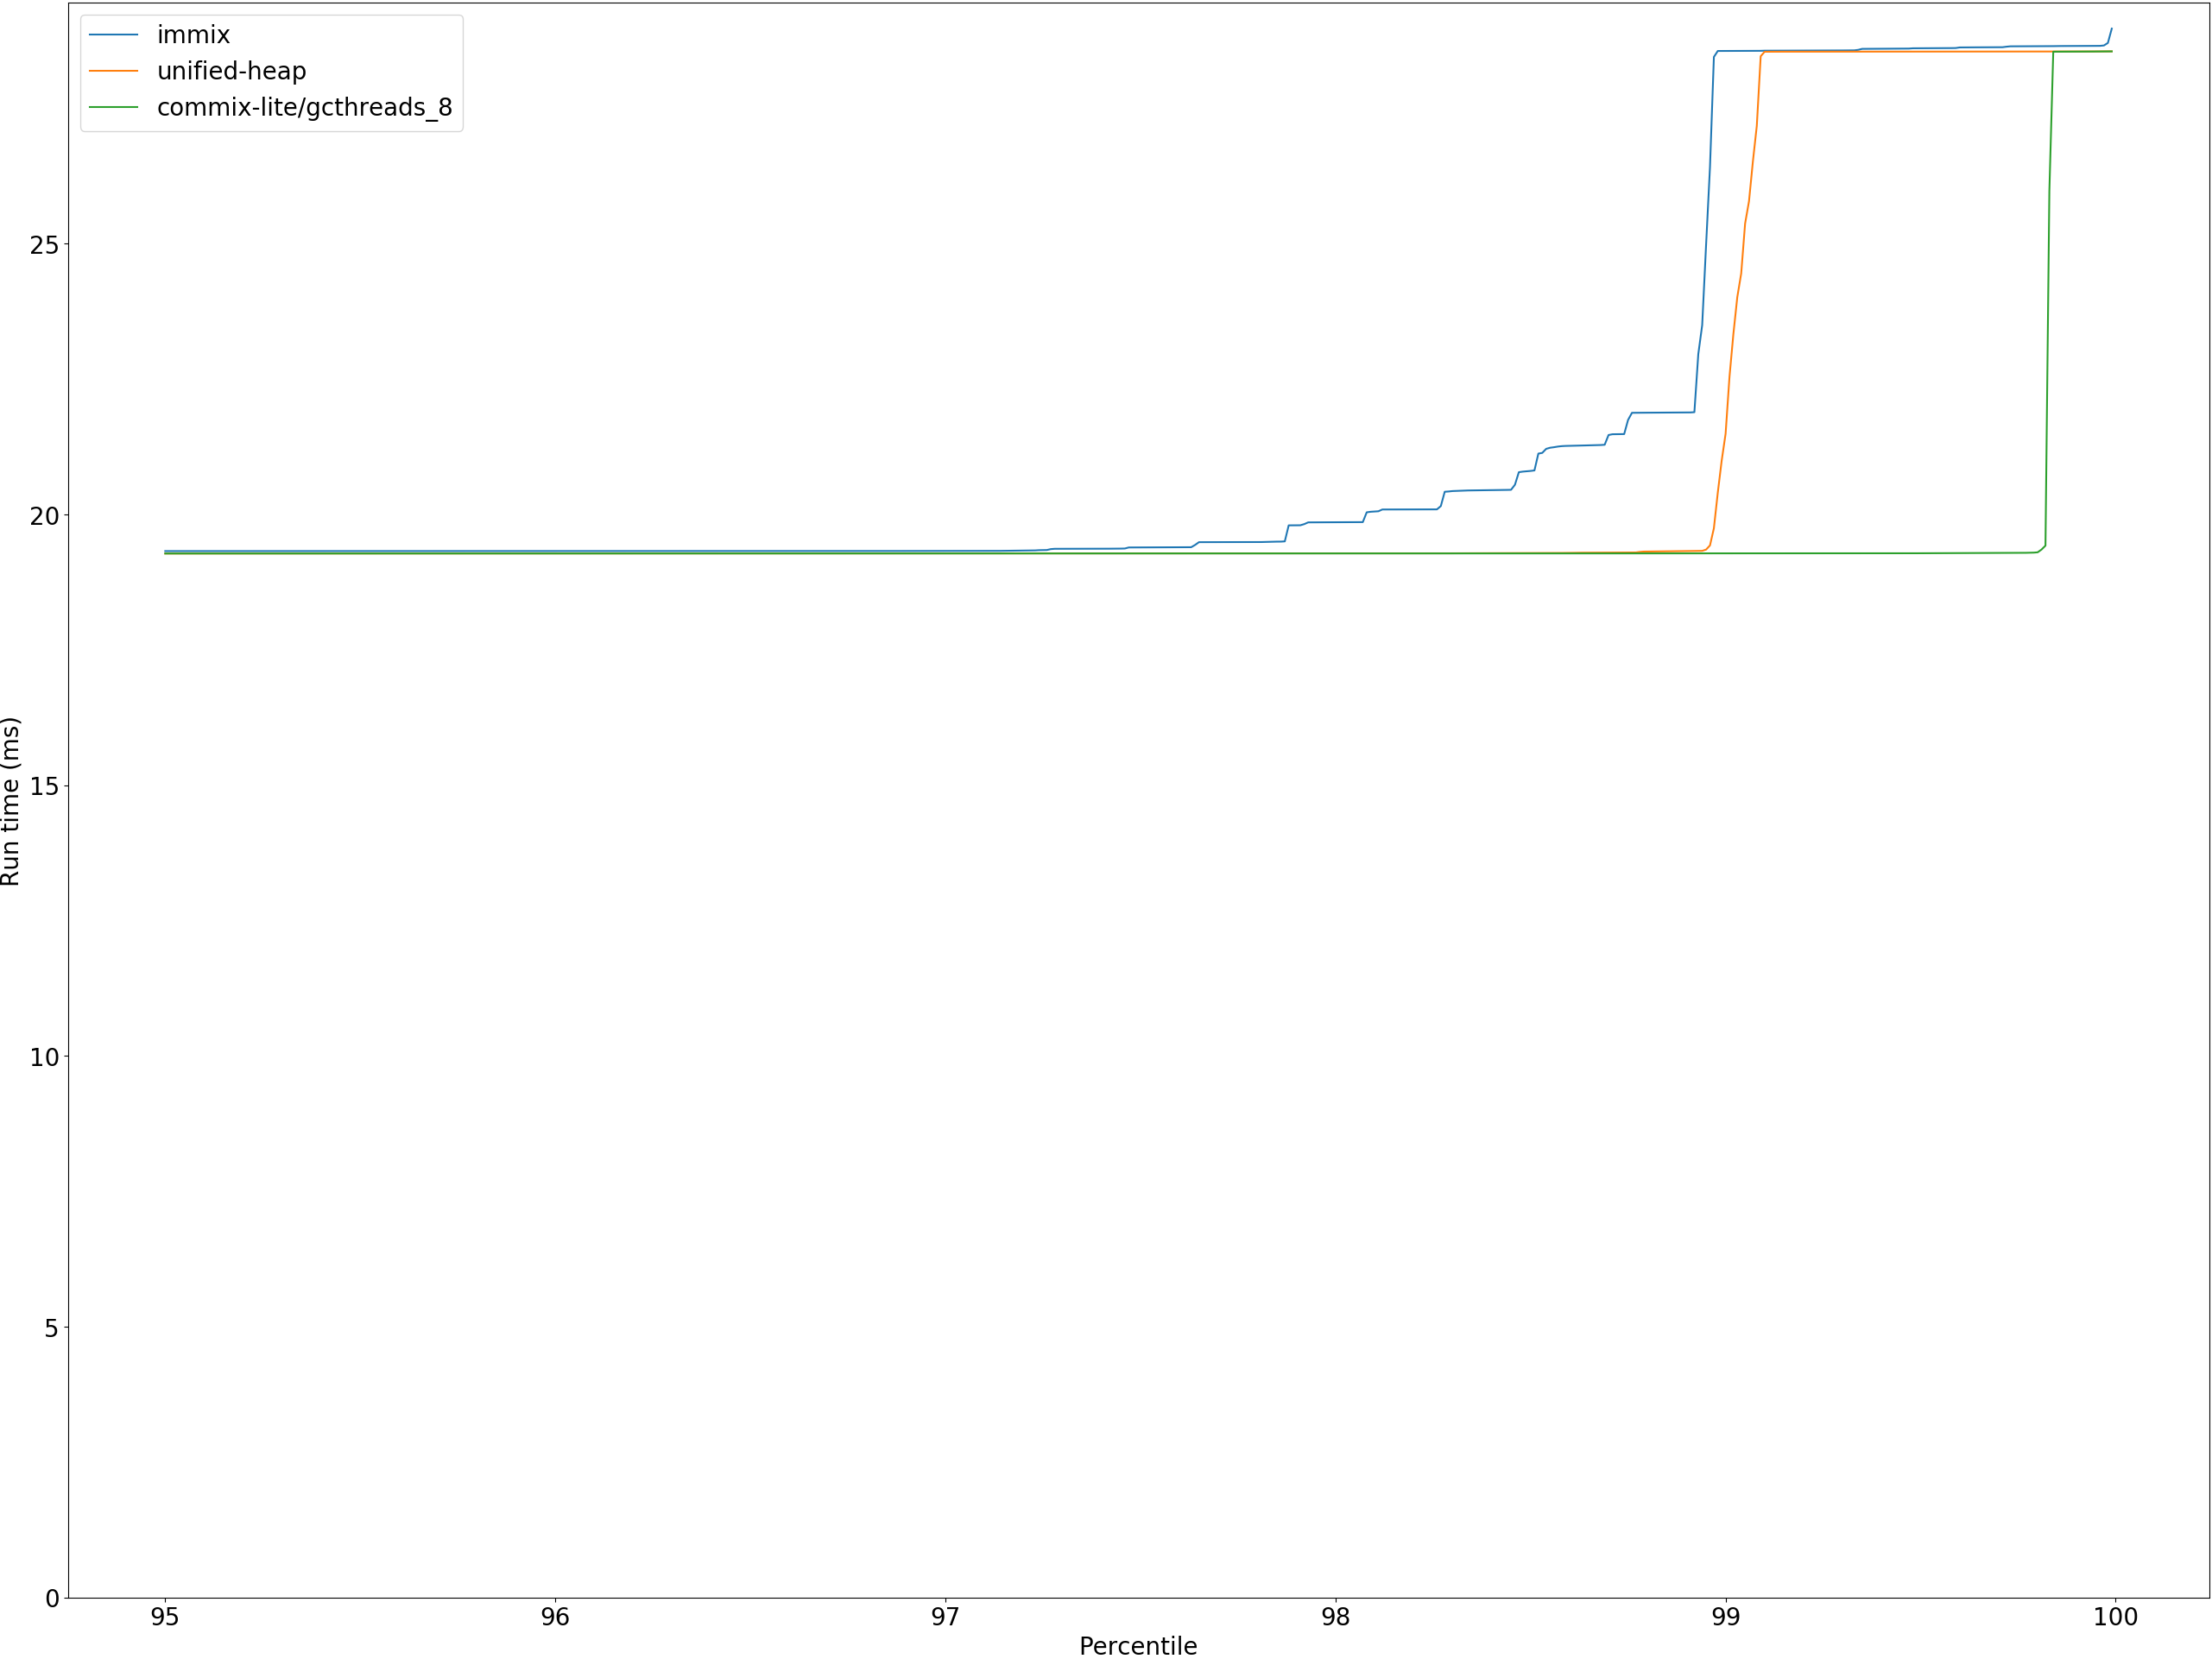 immix
unified-heap
commix-lite/gcthreads_8
25
20
15
10
5
0
Run time (ms)
95 96 97 98 99 100
Percentile